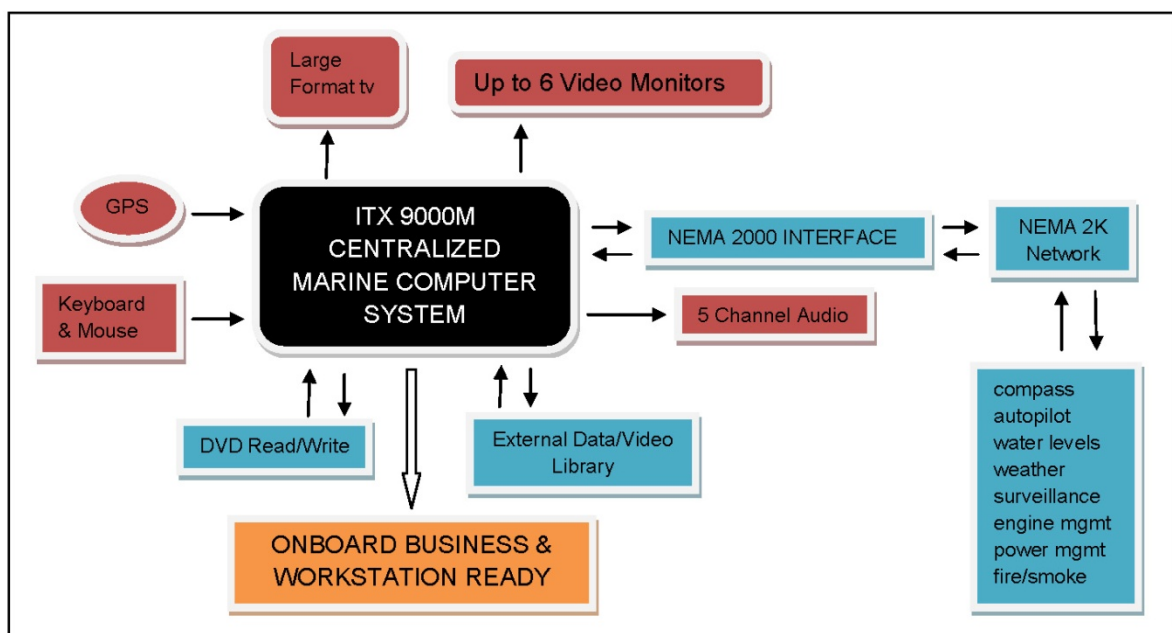 Large
Format tv
Up to 6 Video Monitors
GPS
ITX 9000M
CENTRALIZED
MARINE COMPUTER
SYSTEM
NEMA 2000 INTERFACE
NEMA 2K
Network
Keyboard
& Mouse
5 Channel Audio
DVD Read/Write
External Data/Video
Library
compass
autopilot
water levels
weather
surveillance
engine mgmt
power mgmt
fire/smoke
ONBOARD BUSINESS &
WORKSTATION READY